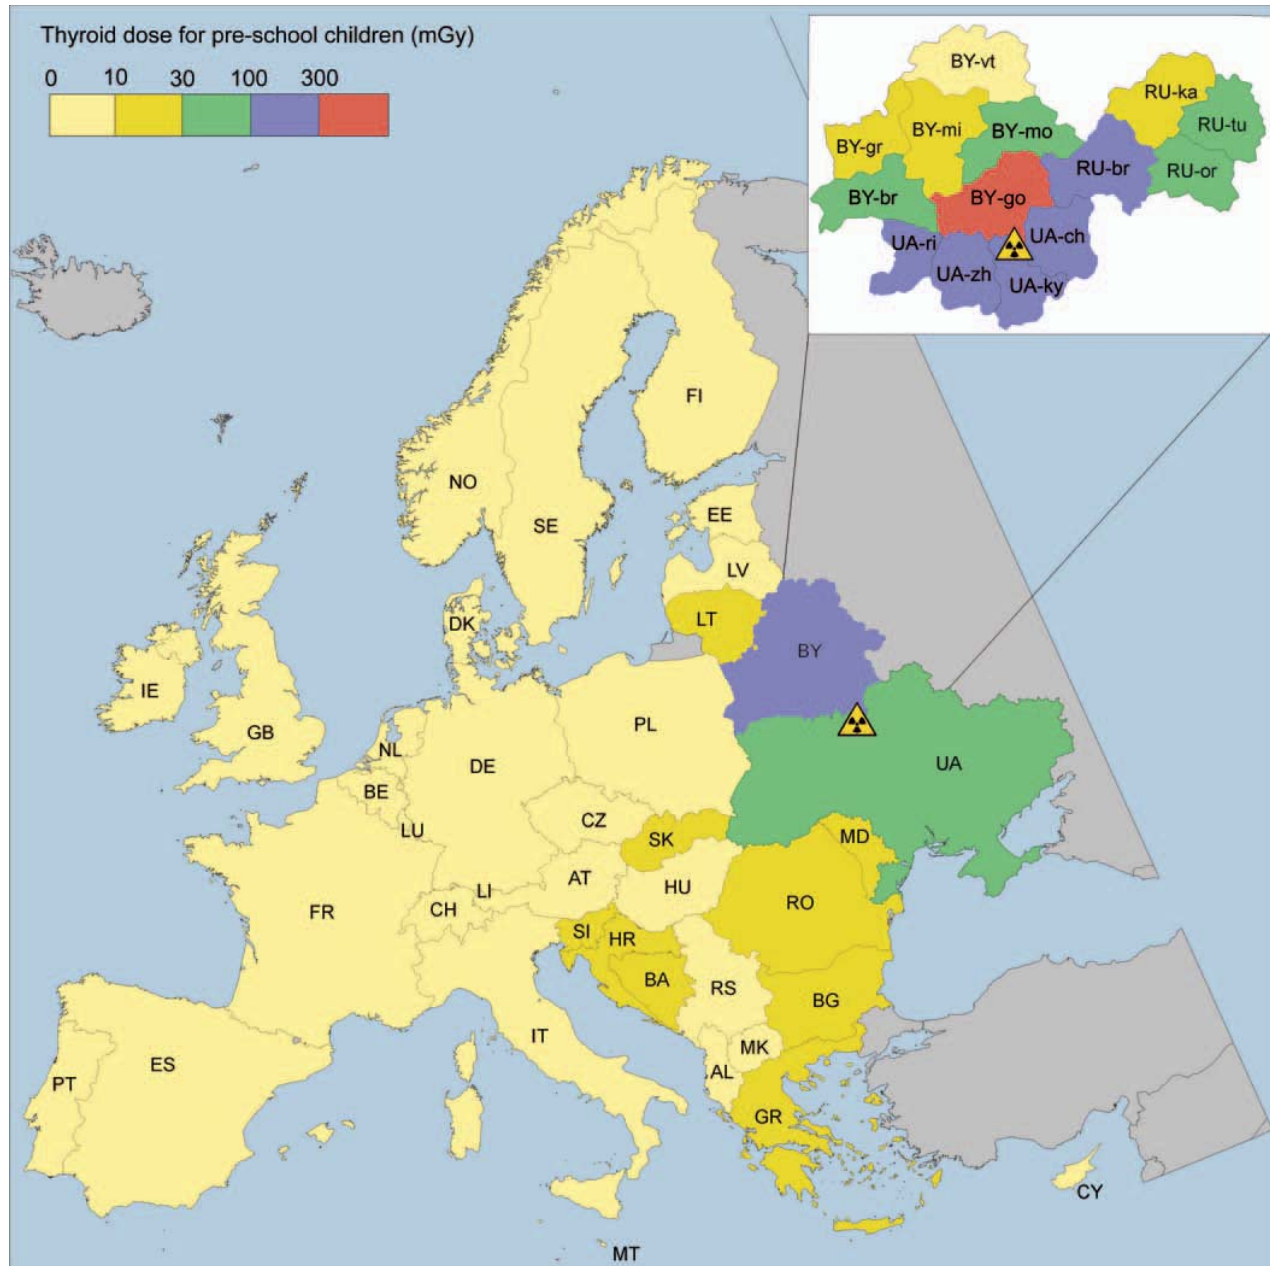 Thyroid dose for pre-school children (mGy)
0 10 30 100 300
BY-vt
RU-ka
BY-mi
BY-mo
RU-tu
BY-gr
RU-br
RU-or
BY-br
BY-go
UA-ri
UA-ch
UA-zh
UA-ky
FI
NO
EE
SE
LV
LT
DK
BY
IE
GB
PL
NL
DE
UA
BE
CZ
LU
SK
MD
AT
LI
HU
CH
FR
RO
SI
HR
BA
RS
BG
IT
MK
ES
AL
PT
GR
CY
MT